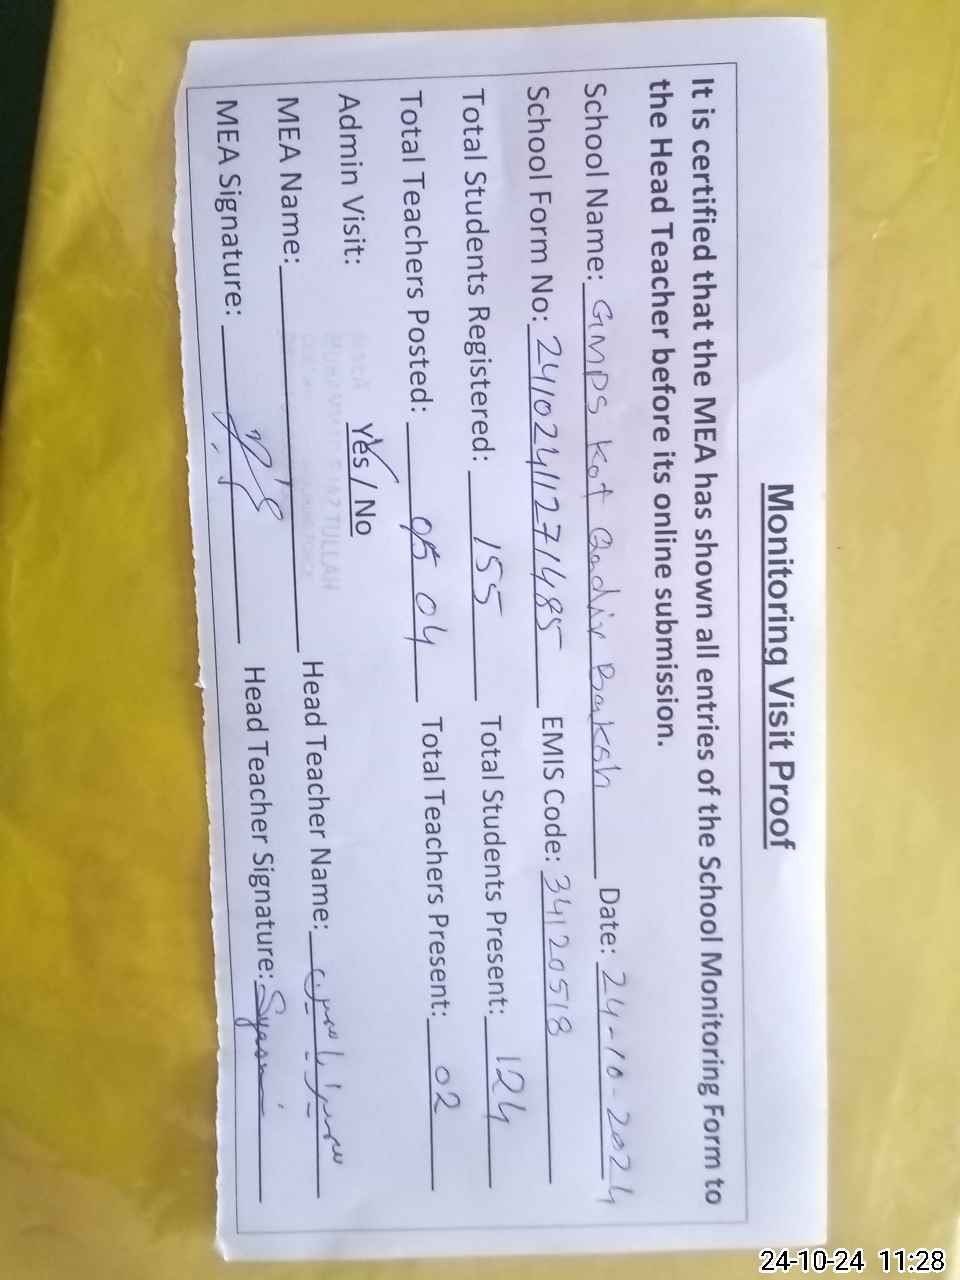 Monitoring Visit Proof
It is certified that the MEA has shown all entries of the School Monitoring Form to
the Head Teacher before its online submission.
School Name: GMPS Kot Qadir Baksh Date: 24-10-2024
School Form No: 24102411271485 EMIS Code: 34120518
Total Students Registered: 155 Total Students Present: 124
Total Teachers Posted: 04 Total Teachers Present: 02
Admin Visit: Yes / No
MEA Name: Head Teacher Name:
MEA Signature: Head Teacher Signature:
24-10-24 11:28